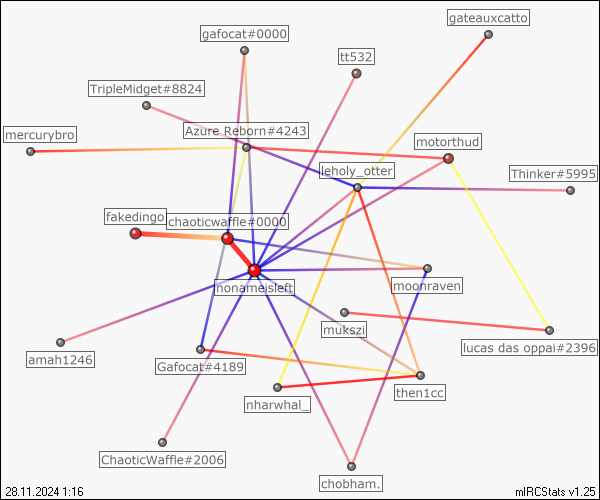 gateauxcatto
gafocat#0000
tt532
TripleMidget#8824
Azure Reborn#4243
mercurybro
motorthud
leholy_otter
Thinker#5995
fakedingo
chaoticwaffle#0000
nonameisleft
moonraven
mukszi
lucas das oppai#2396
amah1246
Gafocat#4189
then1cc
nharwhal_
ChaoticWaffle#2006
chobham.
28.11.2024 1:16
mIRCStats v1.25